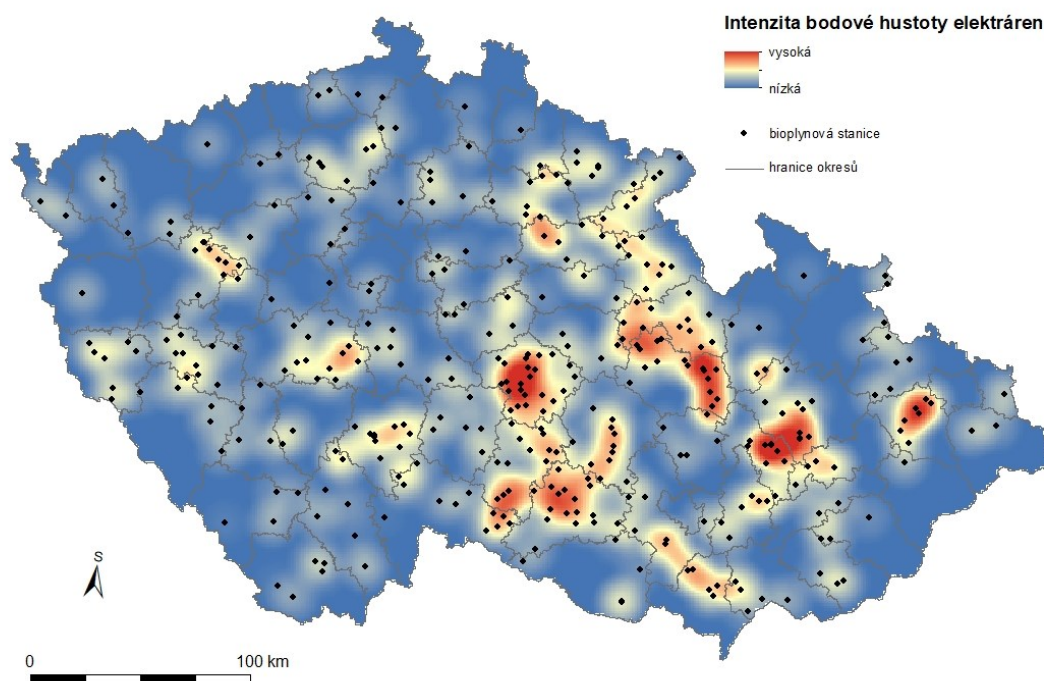 Intenzita bodové hustoty elektráren
vysoká
nízká
bioplynová stanice
hranice okresů
S
0 100 km